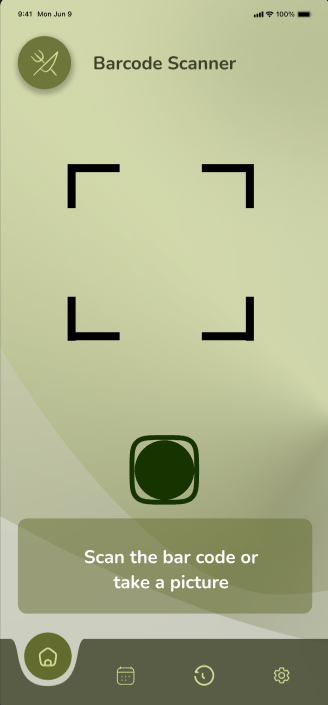 9:41 Mon Jun 9
100%
Barcode Scanner
Scan the bar code or
take a picture